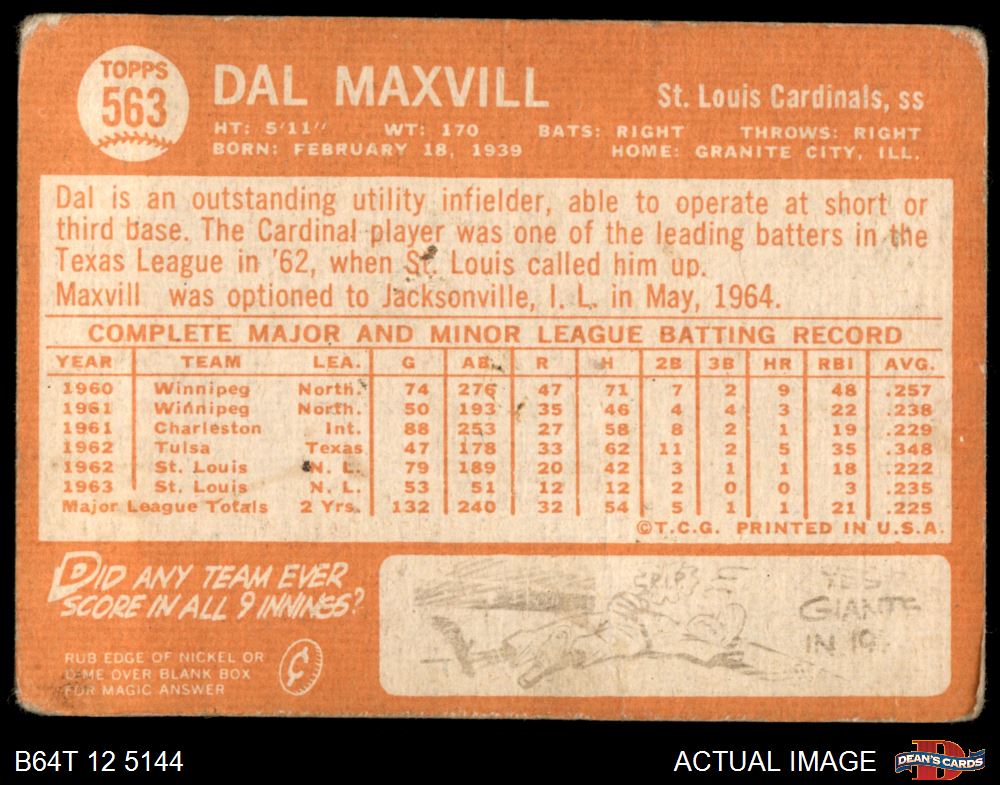 TOPPS
563
DAL MAXVILL
St. Louis Cardinals, SS
HT: 5'11" WT: 170 BATS: RIGHT THROWS: RIGHT
BORN: FEBRUARY 18, 1939 HOME: GRANITE CITY, ILL.
Dal is an outstanding utility infielder, able to operate at short or
third base. The Cardinal player was one of the leading batters in the
Texas League in '62, when St. Louis called him up.
Maxvill was optioned to Jacksonville, I. L. in May, 1964.
COMPLETE MAJOR AND MINOR LEAGUE BATTING RECORD
YEAR TEAM LEA. G AB R H 2B 3B HR RBI AVG.
1960 Winnipeg North. 74 276 47 71 7 2 9 48 .257
1961 Winnipeg North. 50 193 35 46 4 4 3 22 .238
1961 Charleston Int. 88 253 27 58 8 2 1 19 .229
1962 Tulsa Texas 47 178 33 62 11 2 5 35 .348
1962 St. Louis N. L. 79 189 20 42 3 1 1 18 .222
1963 St. Louis N. L. 53 51 12 12 2 0 0 3 .235
Major League Totals 2 Yrs. 132 240 32 54 5 1 1 21 .225
©T.C.G. PRINTED IN U.S.A.
DID ANY TEAM EVER
SCORE IN ALL 9 INNINGS?
RUB EDGE OF NICKEL OR
DIME OVER BLANK BOX
FOR MAGIC ANSWER
¢
YES
GIANTS
IN
B64T 12 5144
ACTUAL IMAGE
DEAN'S CARDS